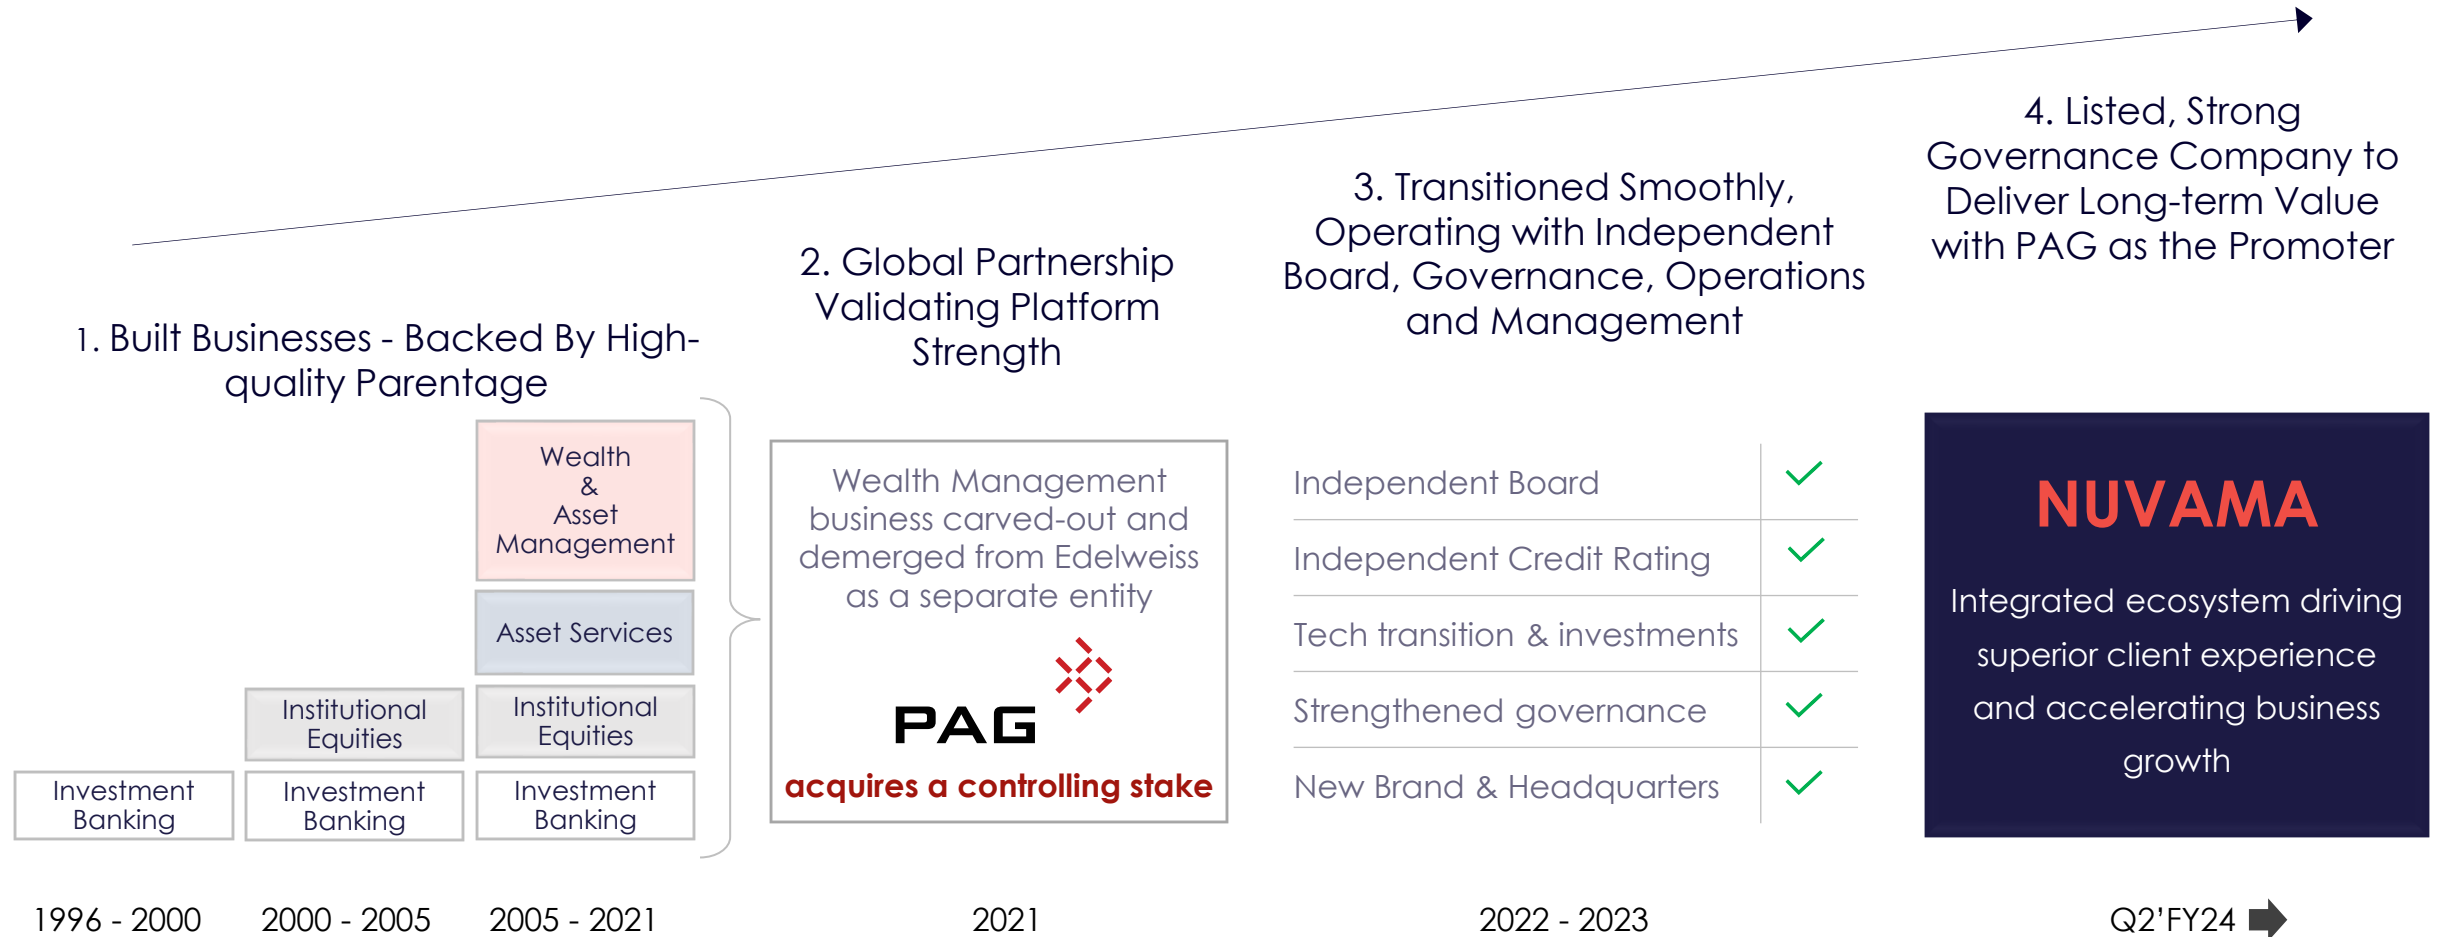 1. Built Businesses - Backed By High-
quality Parentage
2. Global Partnership
Validating Platform
Strength
3. Transitioned Smoothly,
Operating with Independent
Board, Governance, Operations
and Management
4. Listed, Strong
Governance Company to
Deliver Long-term Value
with PAG as the Promoter
Investment
Banking
Institutional
Equities
Investment
Banking
Wealth
&
Asset
Management
Asset Services
Institutional
Equities
Investment
Banking
Wealth Management
business carved-out and
demerged from Edelweiss
as a separate entity
PAG
acquires a controlling stake
Independent Board
Independent Credit Rating
Tech transition & investments
Strengthened governance
New Brand & Headquarters
NUVAMA
Integrated ecosystem driving
superior client experience
and accelerating business
growth
1996 - 2000
2000 - 2005
2005 - 2021
2021
2022 - 2023
Q2’FY24